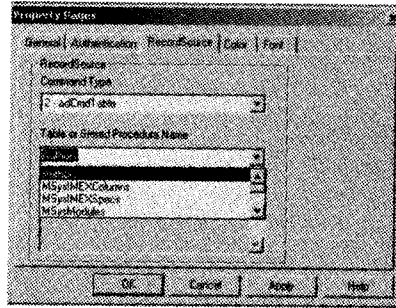 Property Pages
General Authentication RecordSource Color Font
RecordSource
Command Type
2 - adCmdTable
Table or Stored Procedure Name
MSysIMEXColumns
MSysIMEXSpecs
MSysModules
OK Cancel Apply Help